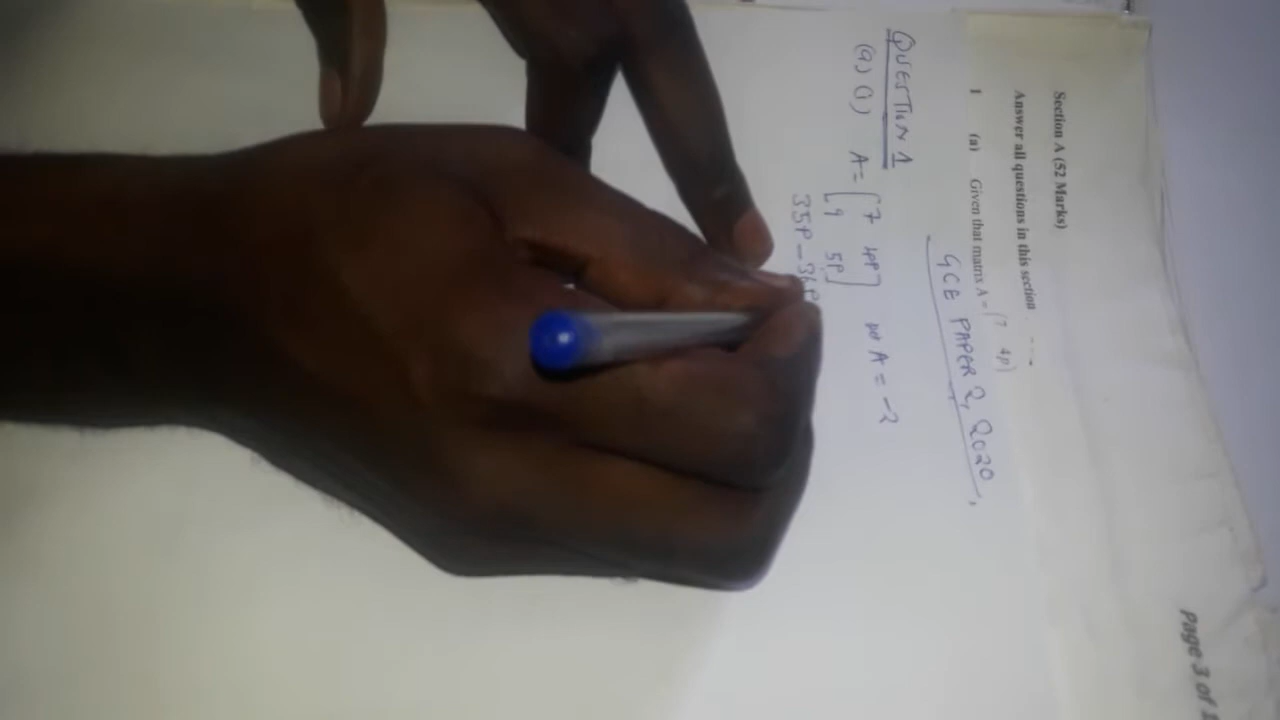 Page 3 of
Section A (52 Marks)
Answer all questions in this section
1 (a) Given that matrix A = (7 4p)
GCE PAPER 2, 2020,
QUESTION 1
(a) (i) A = [7 4P] A = -2
[9 5P]
35P - 36P